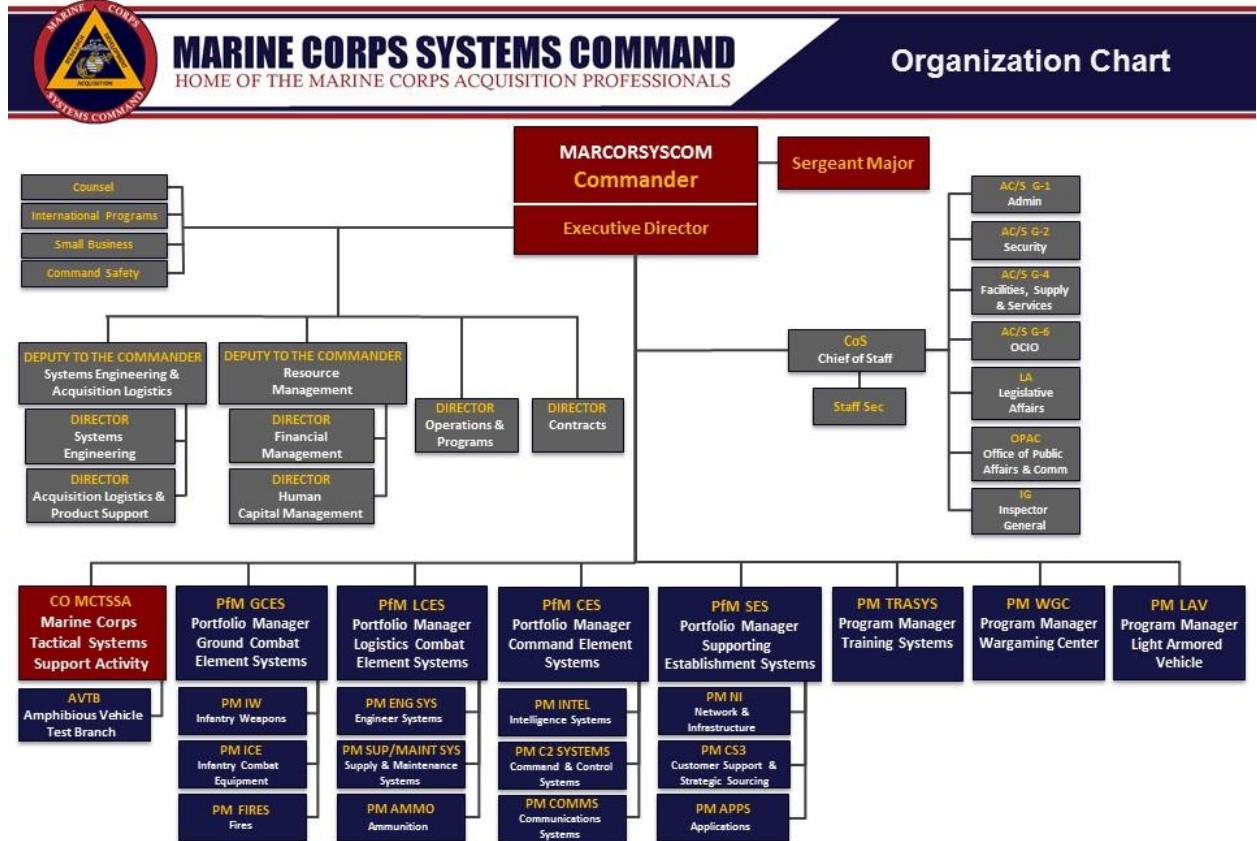 MARINE CORPS
SYSTEMS COMMAND
RESEARCH
DEVELOPMENT
ACQUISITION
MARINE CORPS SYSTEMS COMMAND
HOME OF THE MARINE CORPS ACQUISITION PROFESSIONALS
Organization Chart
MARCORSYSCOM
Commander
Executive Director
Sergeant Major
Counsel
International Programs
Small Business
Command Safety
AC/S G-1
Admin
AC/S G-2
Security
AC/S G-4
Facilities, Supply
& Services
AC/S G-6
OCIO
LA
Legislative
Affairs
OPAC
Office of Public
Affairs & Comm
IG
Inspector
General
CoS
Chief of Staff
Staff Sec
DEPUTY TO THE COMMANDER
Systems Engineering &
Acquisition Logistics
DIRECTOR
Systems
Engineering
DIRECTOR
Acquisition Logistics &
Product Support
DEPUTY TO THE COMMANDER
Resource
Management
DIRECTOR
Financial
Management
DIRECTOR
Human
Capital Management
DIRECTOR
Operations &
Programs
DIRECTOR
Contracts
CO MCTSSA
Marine Corps
Tactical Systems
Support Activity
AVTB
Amphibious Vehicle
Test Branch
PfM GCES
Portfolio Manager
Ground Combat
Element Systems
PM IW
Infantry Weapons
PM ICE
Infantry Combat
Equipment
PM FIRES
Fires
PfM LCES
Portfolio Manager
Logistics Combat
Element Systems
PM ENG SYS
Engineer Systems
PM SUP/MAINT SYS
Supply & Maintenance
Systems
PM AMMO
Ammunition
PfM CES
Portfolio Manager
Command Element
Systems
PM INTEL
Intelligence Systems
PM C2 SYSTEMS
Command & Control
Systems
PM COMMS
Communications
Systems
PfM SES
Portfolio Manager
Supporting
Establishment Systems
PM NI
Network &
Infrastructure
PM CS3
Customer Support &
Strategic Sourcing
PM APPS
Applications
PM TRASYS
Program Manager
Training Systems
PM WGC
Program Manager
Wargaming Center
PM LAV
Program Manager
Light Armored
Vehicle